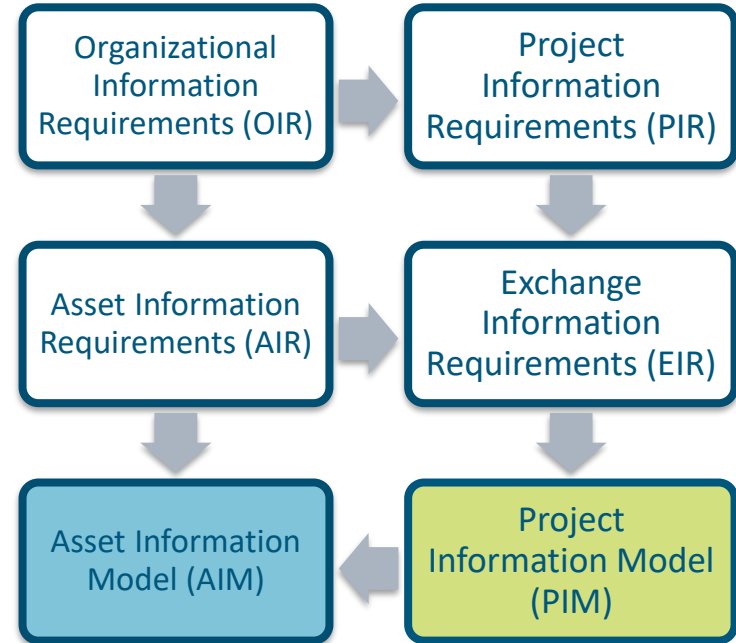 Organizational
Information
Requirements (OIR)
Project
Information
Requirements (PIR)
Asset Information
Requirements (AIR)
Exchange
Information
Requirements (EIR)
Asset Information
Model (AIM)
Project
Information Model
(PIM)